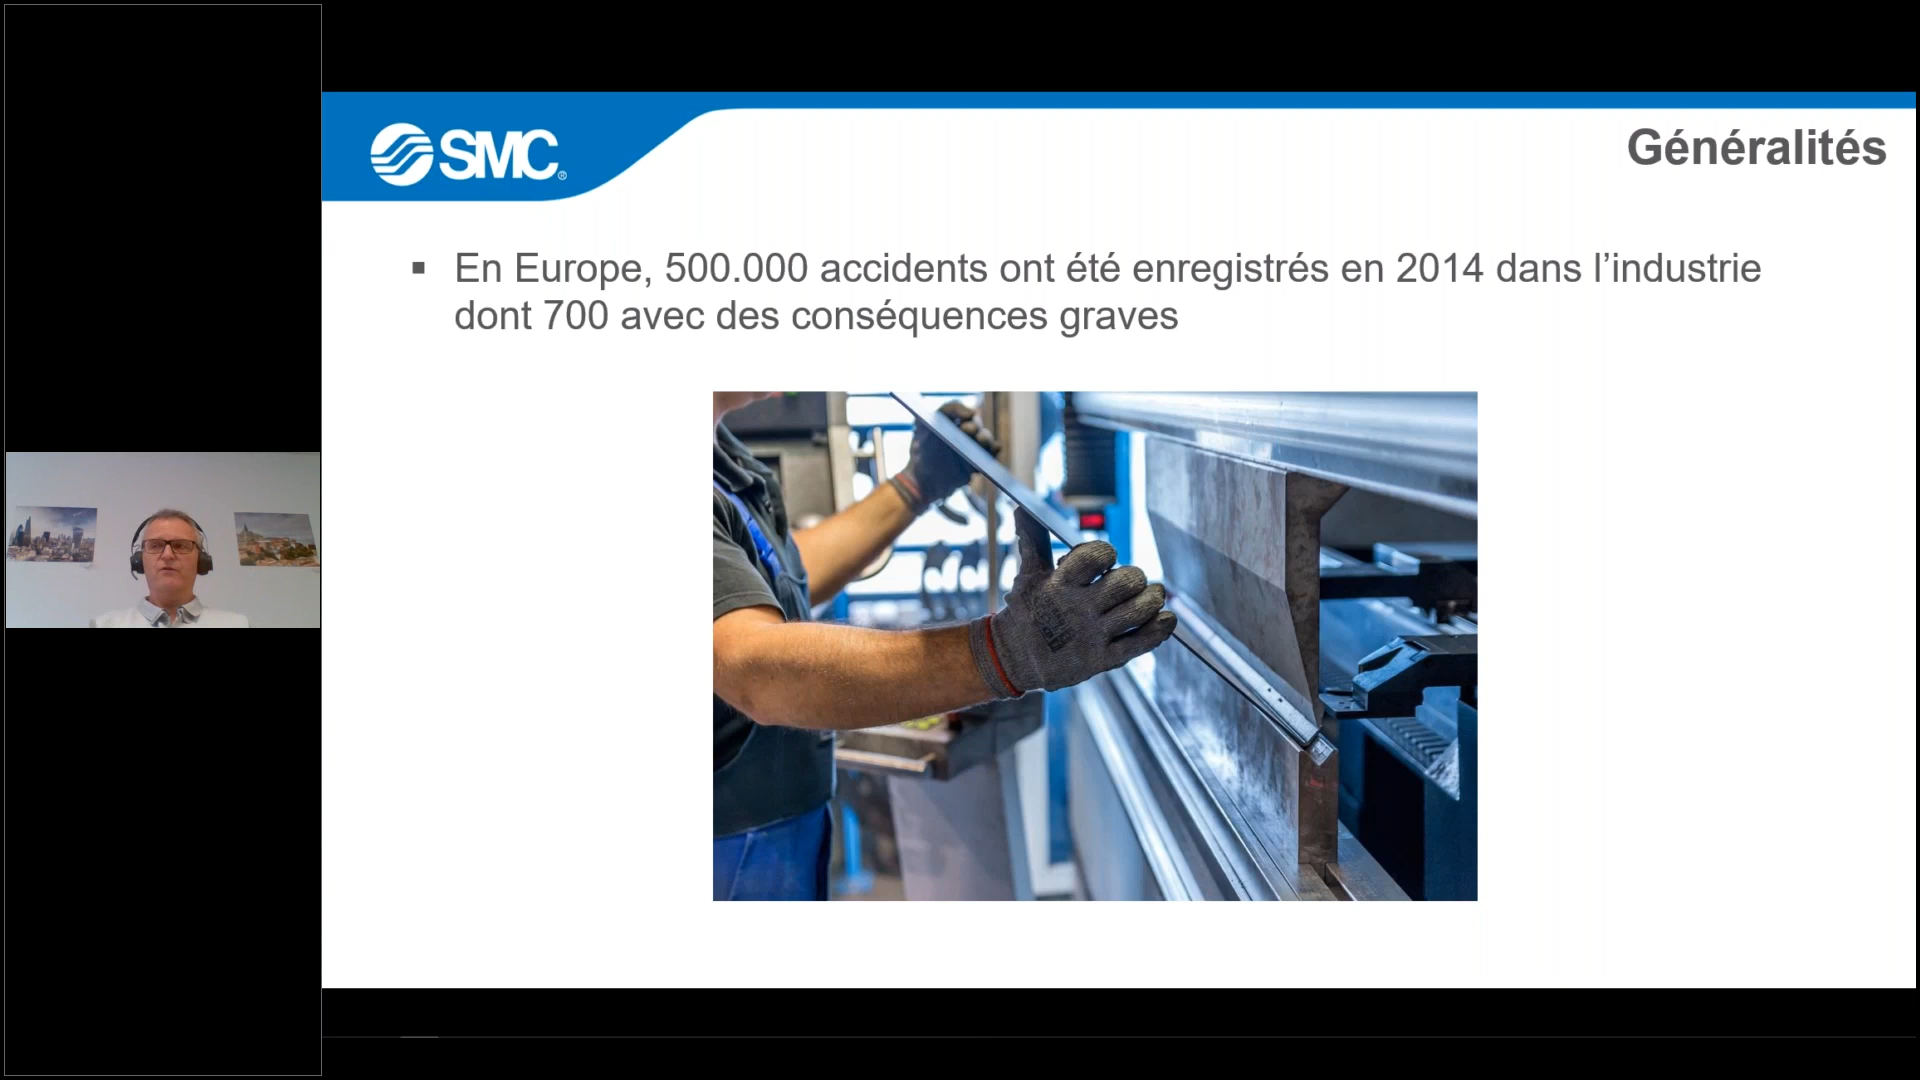 SMC®
Généralités
▪ En Europe, 500.000 accidents ont été enregistrés en 2014 dans l’industrie
dont 700 avec des conséquences graves